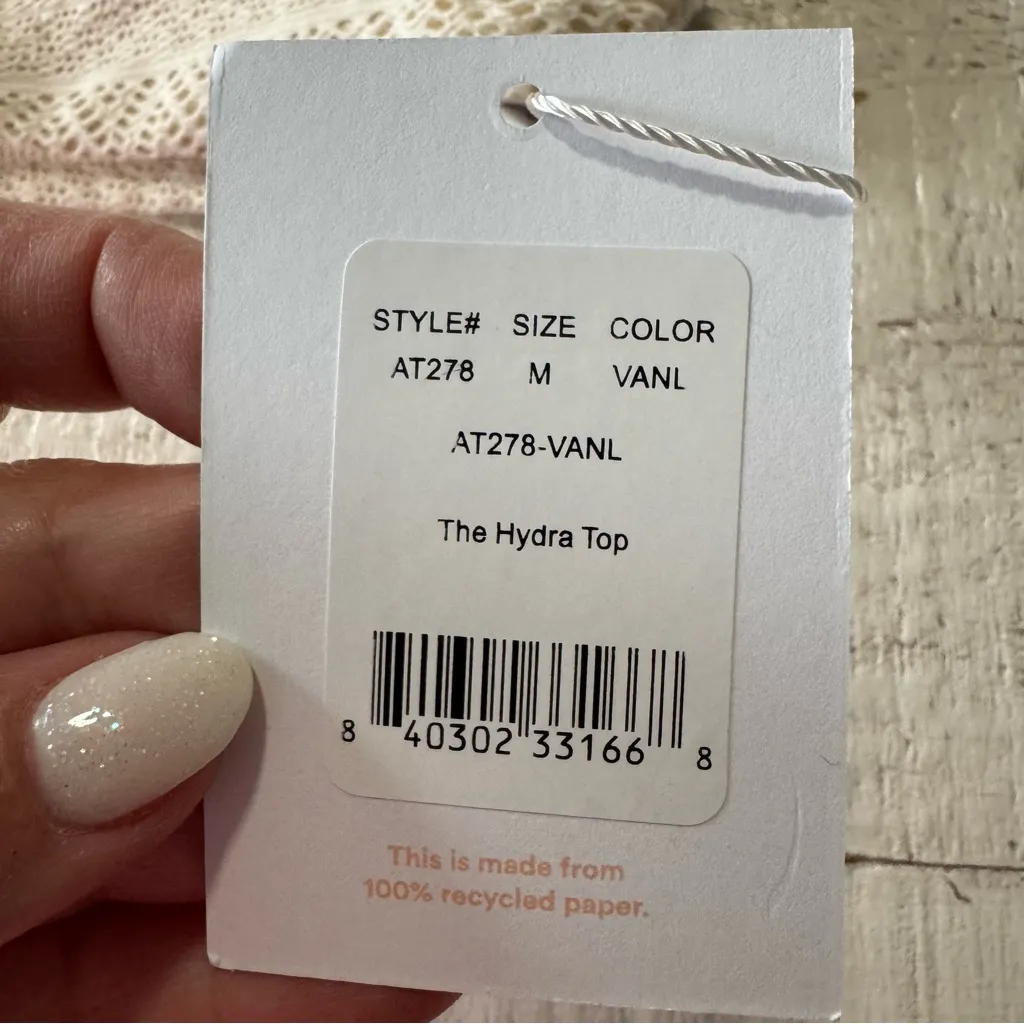 STYLE# SIZE COLOR
AT278 M VANL
AT278-VANL
The Hydra Top
8 40302 33166 8
This is made from
100% recycled paper.